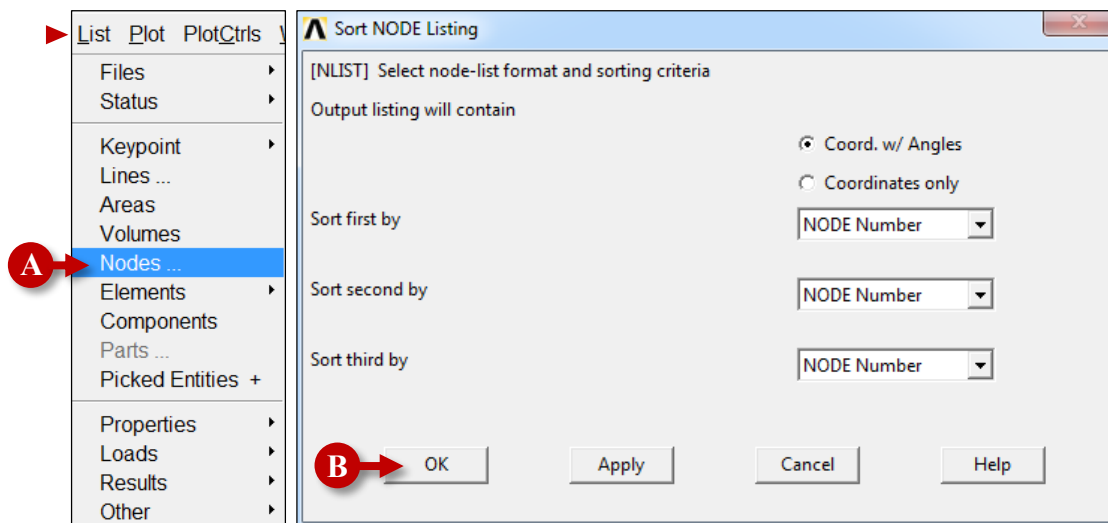 List Plot PlotCtrls
Files
Status
Keypoint
Lines ...
Areas
Volumes
A
Nodes ...
Elements
Components
Parts ...
Picked Entities +
Properties
Loads
Results
Other
Sort NODE Listing
[NLIST] Select node-list format and sorting criteria
Output listing will contain
Coord. w/ Angles
Coordinates only
Sort first by NODE Number
Sort second by NODE Number
Sort third by NODE Number
B
OK Apply Cancel Help